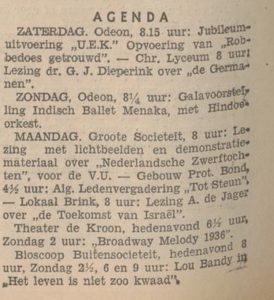 AGENDA
ZATERDAG. Odeon, 8.15 uur: Jubileum-
uitvoering „U.E.K." Opvoering van „Rob-
bedoes getrouwd". — Chr. Lyceum 8 uur:
Lezing dr. G. J. Dieperink over „de Germa-
nen".
ZONDAG, Odeon, 8¼ uur: Galavoorstel-
ling Indisch Ballet Menaka, met Hindoe-
orkest.
MAANDAG. Groote Societeit, 8 uur: Le-
zing met lichtbeelden en demonstratie-
materiaal over „Nederlandsche Zwerftoch-
ten", voor de V.U. — Gebouw Prot. Bond,
4½ uur: Alg. Ledenvergadering „Tot Steun",
— Lokaal Brink, 8 uur: Lezing A. de Jager
over „de Toekomst van Israël".
Theater de Kroon, hedenavond 6½ uur,
Zondag 2 uur: „Broadway Melody 1936".
Bioscoop Buitensocieteit, hedenavond 8
uur, Zondag 2½, 6 en 9 uur: Lou Bandy in
„Het leven is niet zoo kwaad".